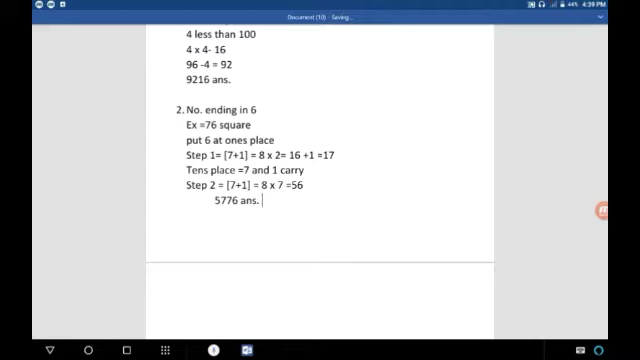 Document (10) - Saving...
44% 4:39 PM
4 less than 100
4 x 4- 16
96 -4 = 92
9216 ans.
2. No. ending in 6
Ex =76 square
put 6 at ones place
Step 1= [7+1] = 8 x 2= 16 +1 =17
Tens place =7 and 1 carry
Step 2 = [7+1] = 8 x 7 =56
5776 ans.